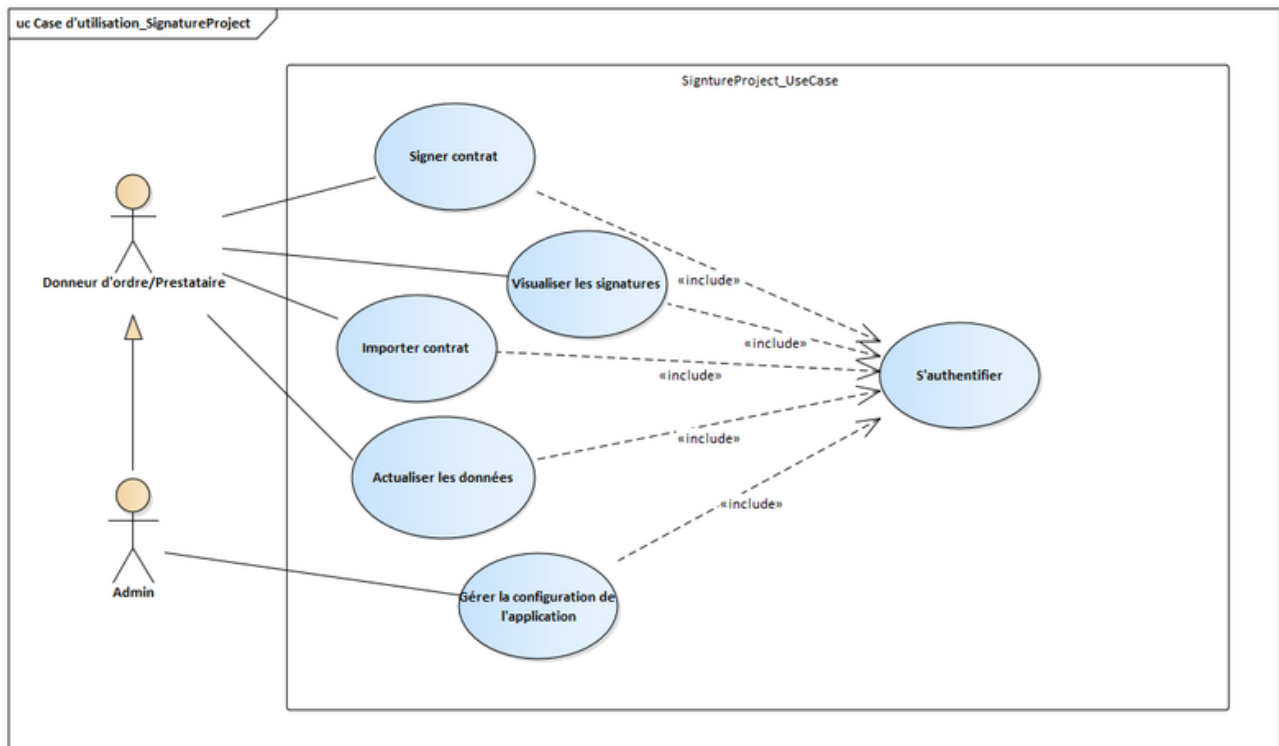 uc Case d'utilisation_SignatureProject
SigntureProject_UseCase
Signer contrat
Donneur d'ordre/Prestataire
Visualiser les signatures
«include»
«include»
Importer contrat
«include»
S'authentifier
Actualiser les données
«include»
«include»
Admin
Gérer la configuration de
l'application